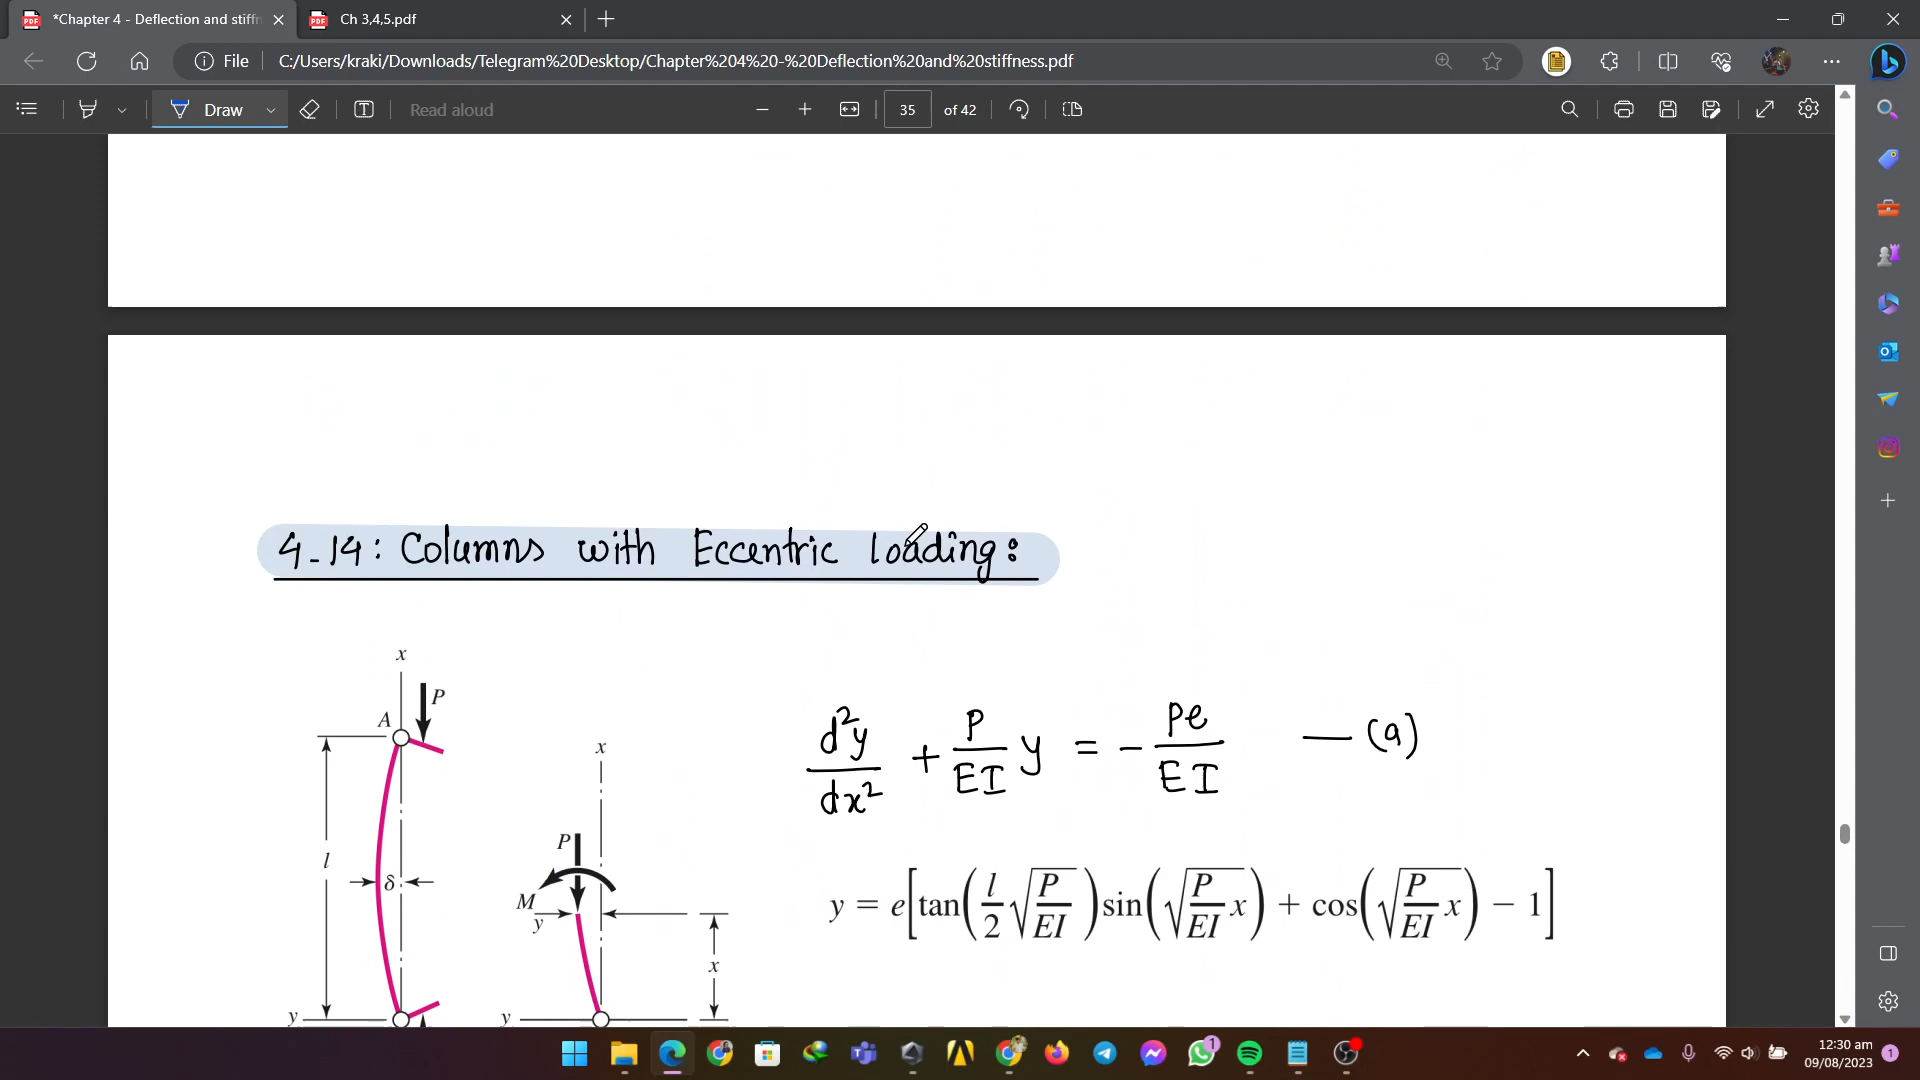 *Chapter 4 - Deflection and stiffn
Ch 3,4,5.pdf
File
C:/Users/kraki/Downloads/Telegram%20Desktop/Chapter%204%20-%20Deflection%20and%20stiffness.pdf
Draw
Read aloud
35
of 42
4-14: Columns with Eccentric loading:
x
P
A
l
δ
y
x
P
M
y
x
y
d²y/dx² + P/EI y = - Pe/EI — (a)
y = e[tan(l/2 √(P/EI)) sin(√(P/EI) x) + cos(√(P/EI) x) − 1]
1
12:30 am
09/08/2023
1